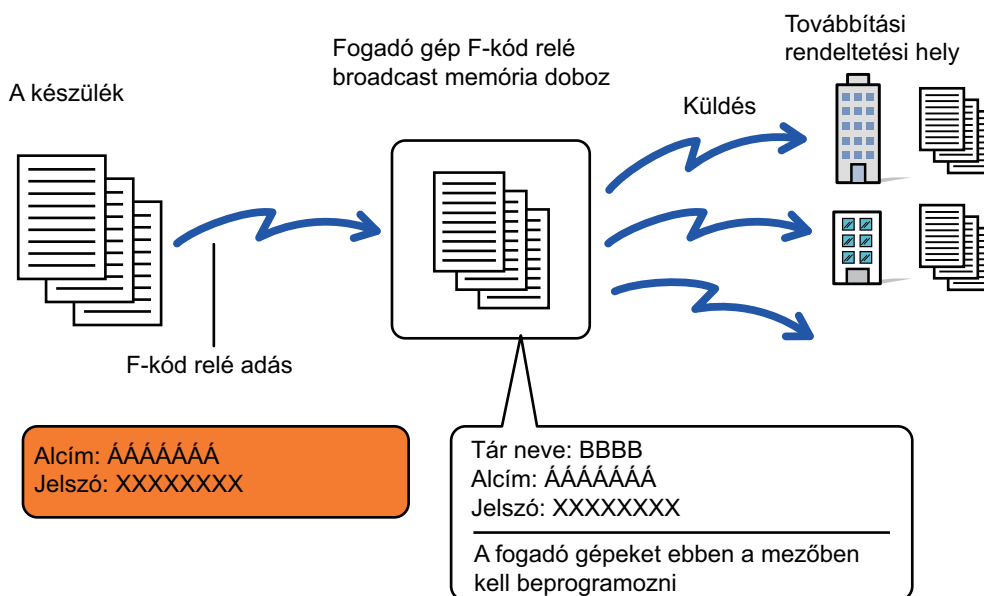 A készülék
Fogadó gép F-kód relé
broadcast memória doboz
Továbbítási
rendeltetési hely
Küldés
F-kód relé adás
Alcím: ÁÁÁÁÁÁÁ
Jelszó: XXXXXXXX
Tár neve: BBBB
Alcím: ÁÁÁÁÁÁÁ
Jelszó: XXXXXXXX
A fogadó gépeket ebben a mezőben
kell beprogramozni